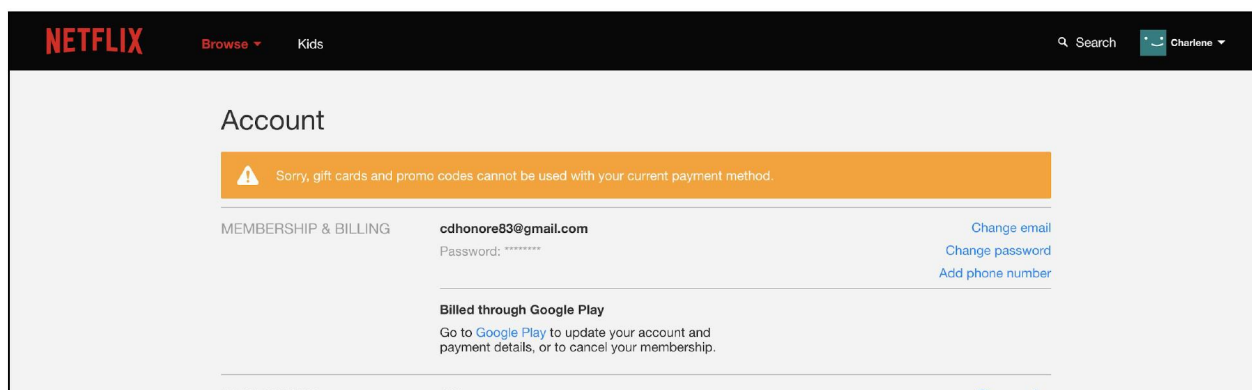 NETFLIX Browse Kids Search Charlene
Account
Sorry, gift cards and promo codes cannot be used with your current payment method.
MEMBERSHIP & BILLING cdhonore83@gmail.com Change email
Password: ******** Change password
Add phone number
Billed through Google Play
Go to Google Play to update your account and
payment details, or to cancel your membership.